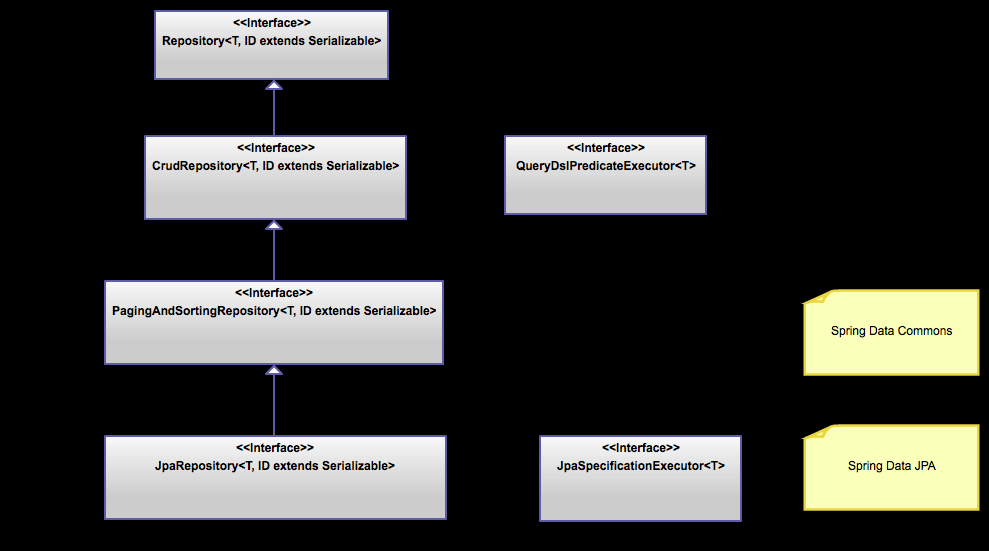 <<Interface>>
Repository<T, ID extends Serializable>
<<Interface>>
CrudRepository<T, ID extends Serializable>
<<Interface>>
QueryDslPredicateExecutor<T>
<<Interface>>
PagingAndSortingRepository<T, ID extends Serializable>
Spring Data Commons
<<Interface>>
JpaRepository<T, ID extends Serializable>
<<Interface>>
JpaSpecificationExecutor<T>
Spring Data JPA